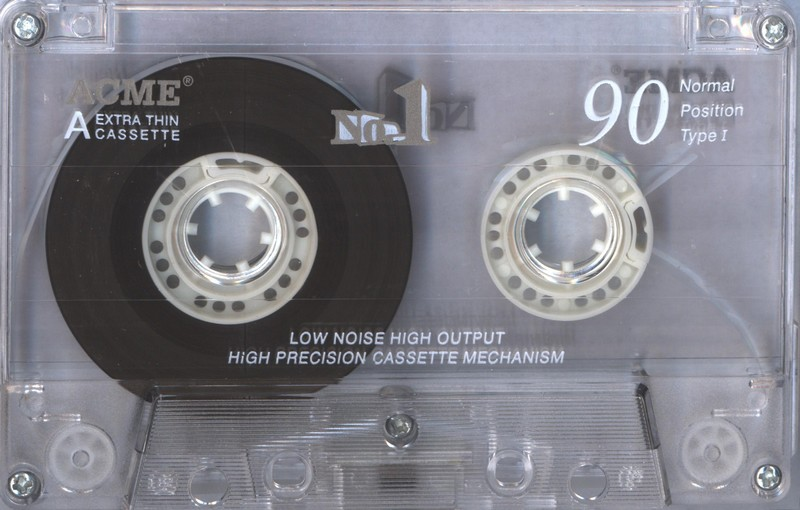 ACME®
A EXTRA THIN
CASSETTE
No.1
90 Normal
Position
Type I
LOW NOISE HIGH OUTPUT
HiGH PRECISION CASSETTE MECHANISM